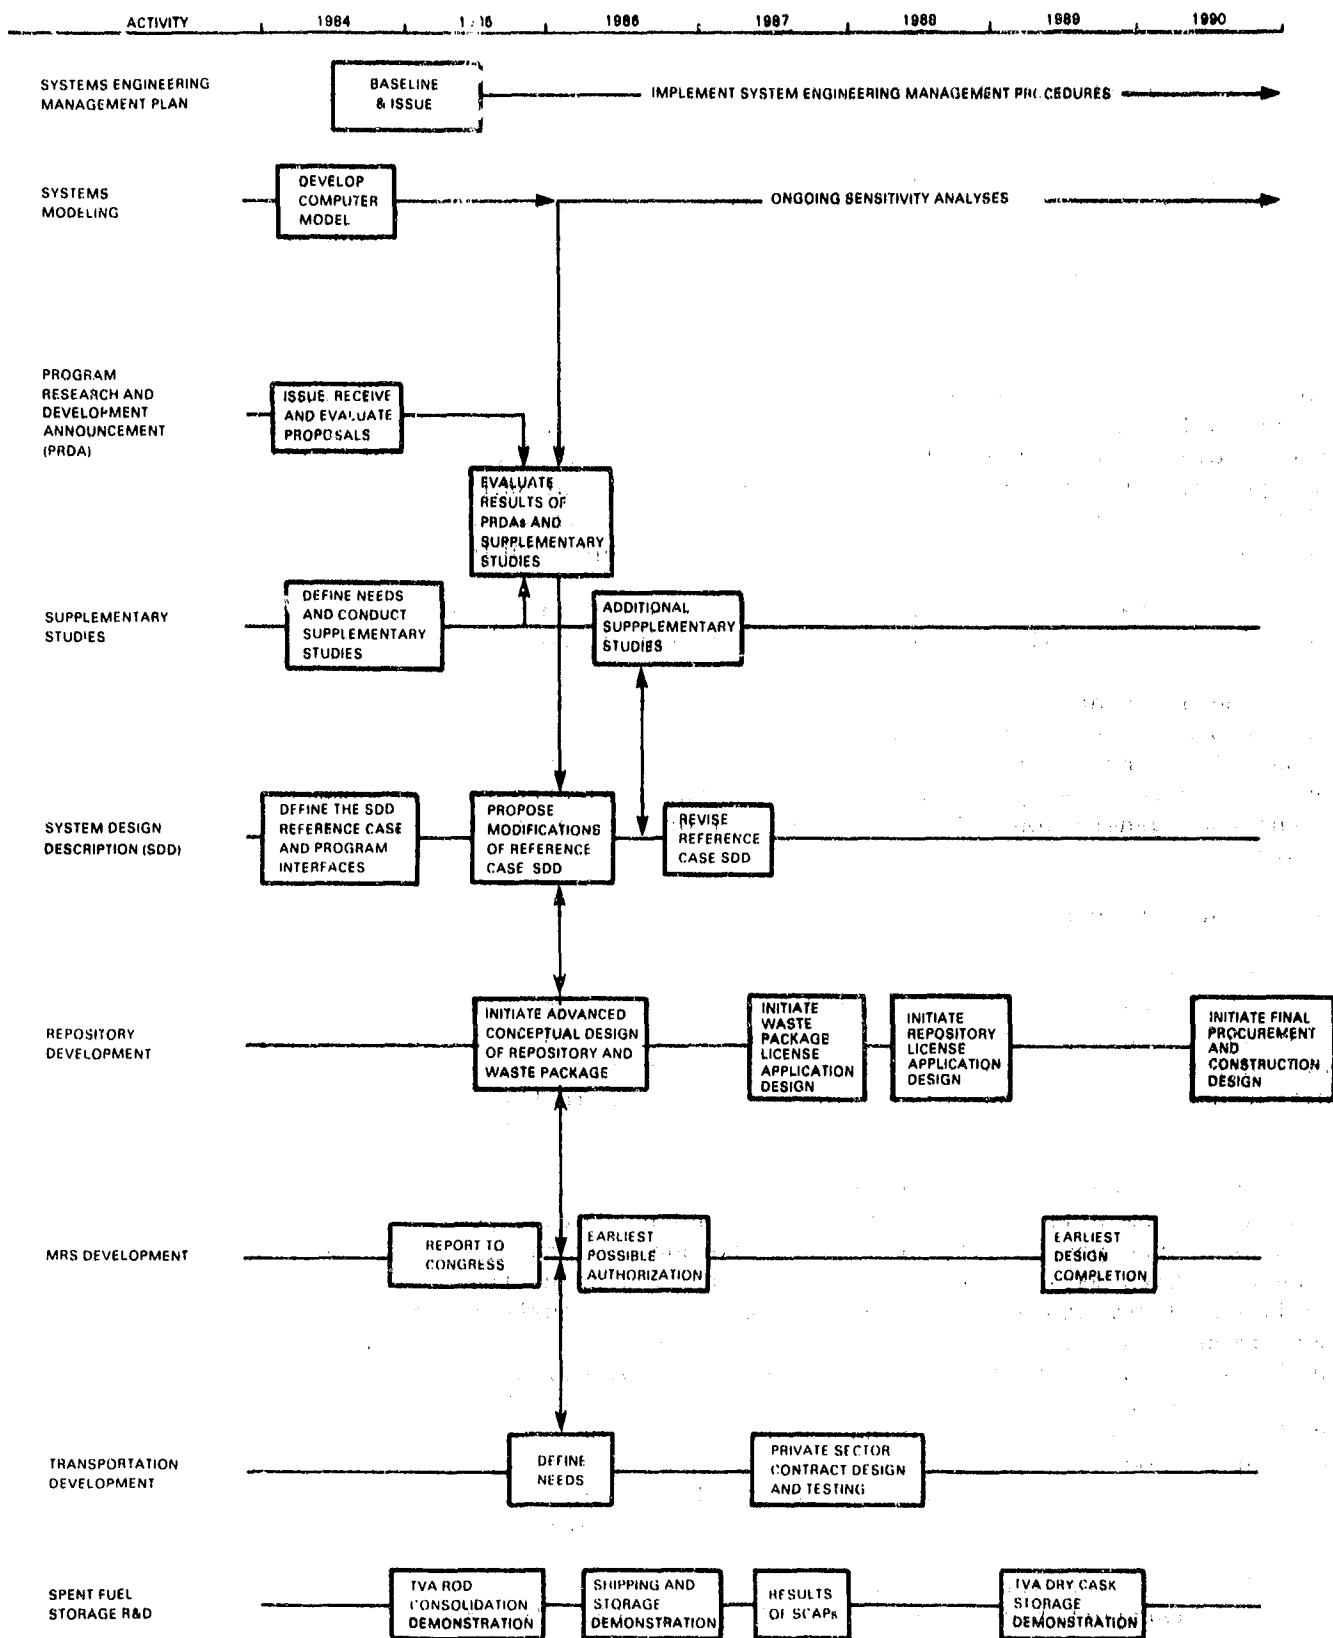 ACTIVITY 1984 1986 1987 1988 1989 1990
SYSTEMS ENGINEERING
MANAGEMENT PLAN
BASELINE
& ISSUE
IMPLEMENT SYSTEM ENGINEERING MANAGEMENT PROCEDURES
SYSTEMS
MODELING
DEVELOP
COMPUTER
MODEL
ONGOING SENSITIVITY ANALYSES
PROGRAM
RESEARCH AND
DEVELOPMENT
ANNOUNCEMENT
(PRDA)
ISSUE, RECEIVE
AND EVALUATE
PROPOSALS
EVALUATE
RESULTS OF
PRDAs AND
SUPPLEMENTARY
STUDIES
SUPPLEMENTARY
STUDIES
DEFINE NEEDS
AND CONDUCT
SUPPLEMENTARY
STUDIES
ADDITIONAL
SUPPPLEMENTARY
STUDIES
SYSTEM DESIGN
DESCRIPTION (SDD)
DEFINE THE SDD
REFERENCE CASE
AND PROGRAM
INTERFACES
PROPOSE
MODIFICATIONS
OF REFERENCE
CASE SDD
REVISE
REFERENCE
CASE SDD
REPOSITORY
DEVELOPMENT
INITIATE ADVANCED
CONCEPTUAL DESIGN
OF REPOSITORY AND
WASTE PACKAGE
INITIATE
WASTE
PACKAGE
LICENSE
APPLICATION
DESIGN
INITIATE
REPOSITORY
LICENSE
APPLICATION
DESIGN
INITIATE FINAL
PROCUREMENT
AND
CONSTRUCTION
DESIGN
MRS DEVELOPMENT
REPORT TO
CONGRESS
EARLIEST
POSSIBLE
AUTHORIZATION
EARLIEST
DESIGN
COMPLETION
TRANSPORTATION
DEVELOPMENT
DEFINE
NEEDS
PRIVATE SECTOR
CONTRACT DESIGN
AND TESTING
SPENT FUEL
STORAGE R&D
TVA ROD
CONSOLIDATION
DEMONSTRATION
SHIPPING AND
STORAGE
DEMONSTRATION
RESULTS
OF SCAPs
TVA DRY CASK
STORAGE
DEMONSTRATION